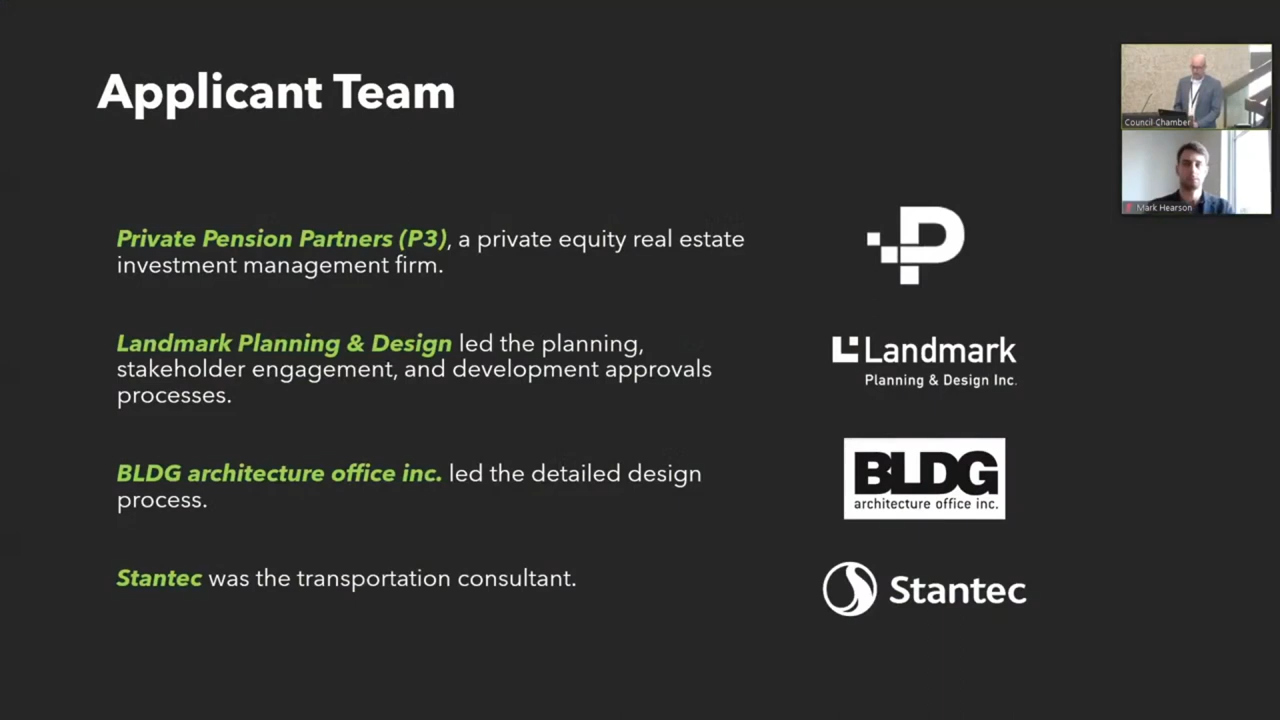 Applicant Team
Council Chamber
Mark Hearson
Private Pension Partners (P3), a private equity real estate
investment management firm.
P
Landmark Planning & Design led the planning,
stakeholder engagement, and development approvals
processes.
Landmark
Planning & Design Inc.
BLDG architecture office inc. led the detailed design
process.
BLDG
architecture office inc.
Stantec was the transportation consultant.
Stantec